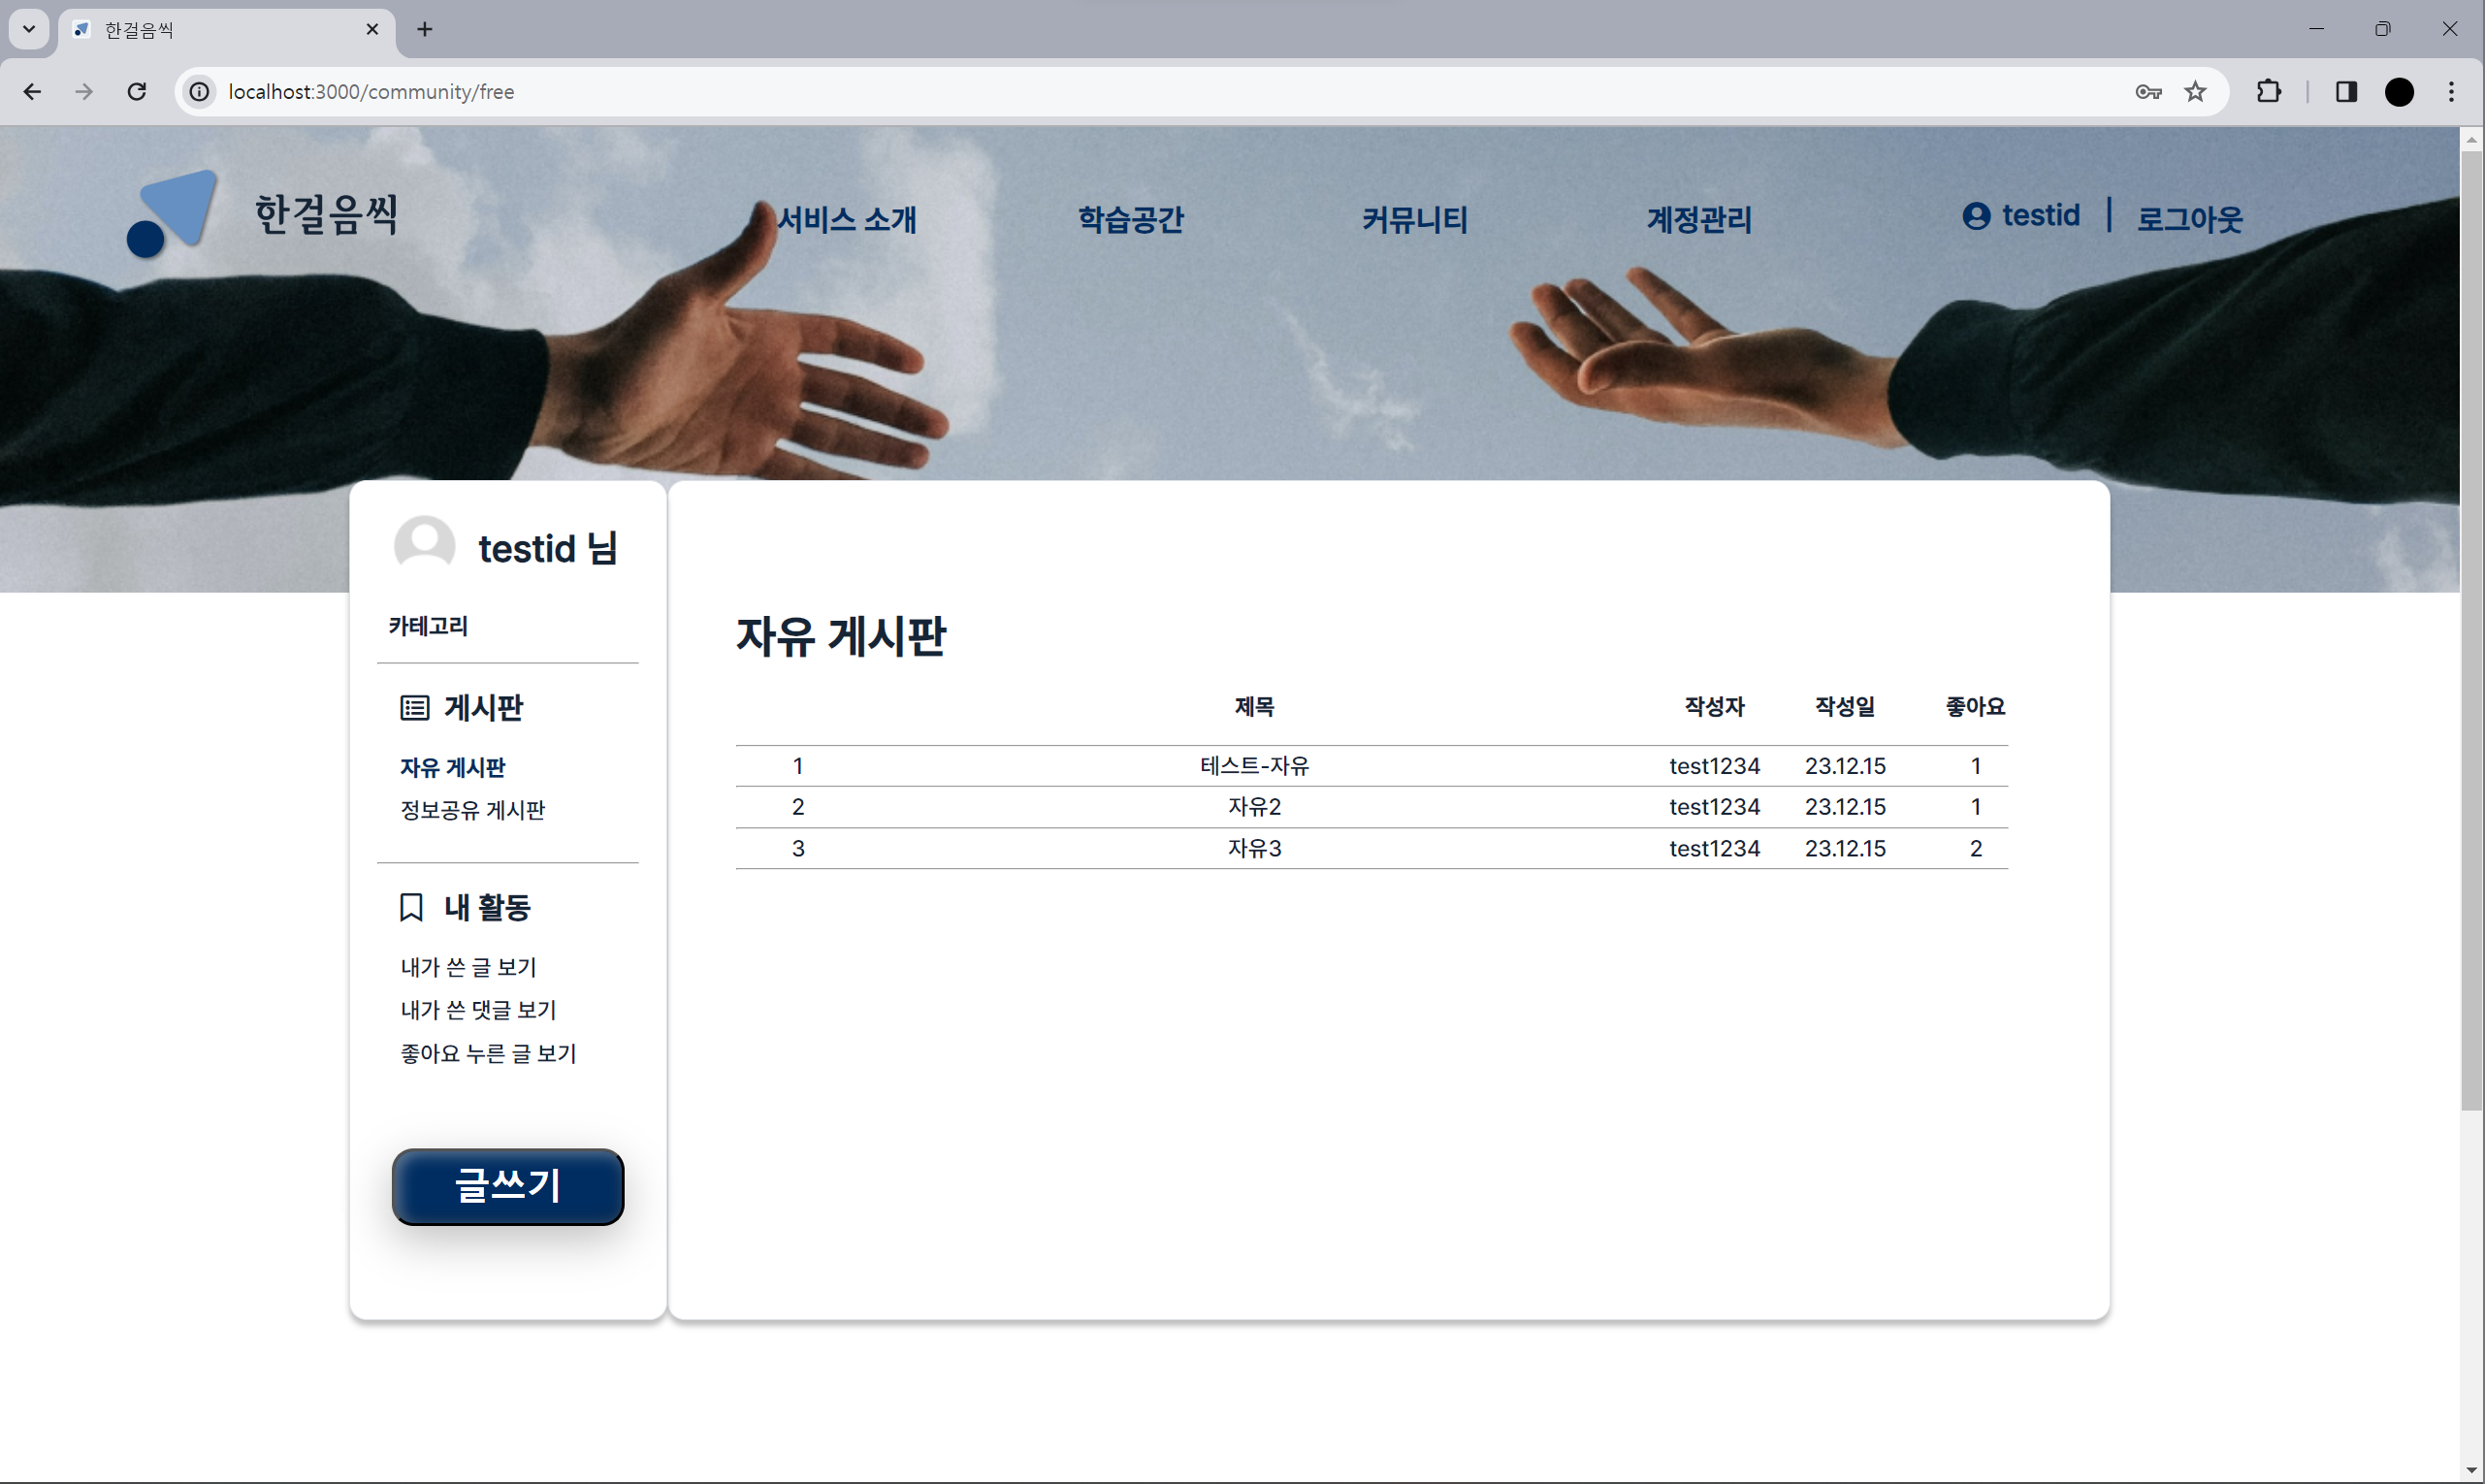 한걸음씩
localhost:3000/community/free
한걸음씩 서비스 소개 학습공간 커뮤니티 계정관리 testid | 로그아웃
testid 님
카테고리
게시판
자유 게시판
정보공유 게시판
내 활동
내가 쓴 글 보기
내가 쓴 댓글 보기
좋아요 누른 글 보기
글쓰기
자유 게시판
제목 작성자 작성일 좋아요
1 테스트-자유 test1234 23.12.15 1
2 자유2 test1234 23.12.15 1
3 자유3 test1234 23.12.15 2